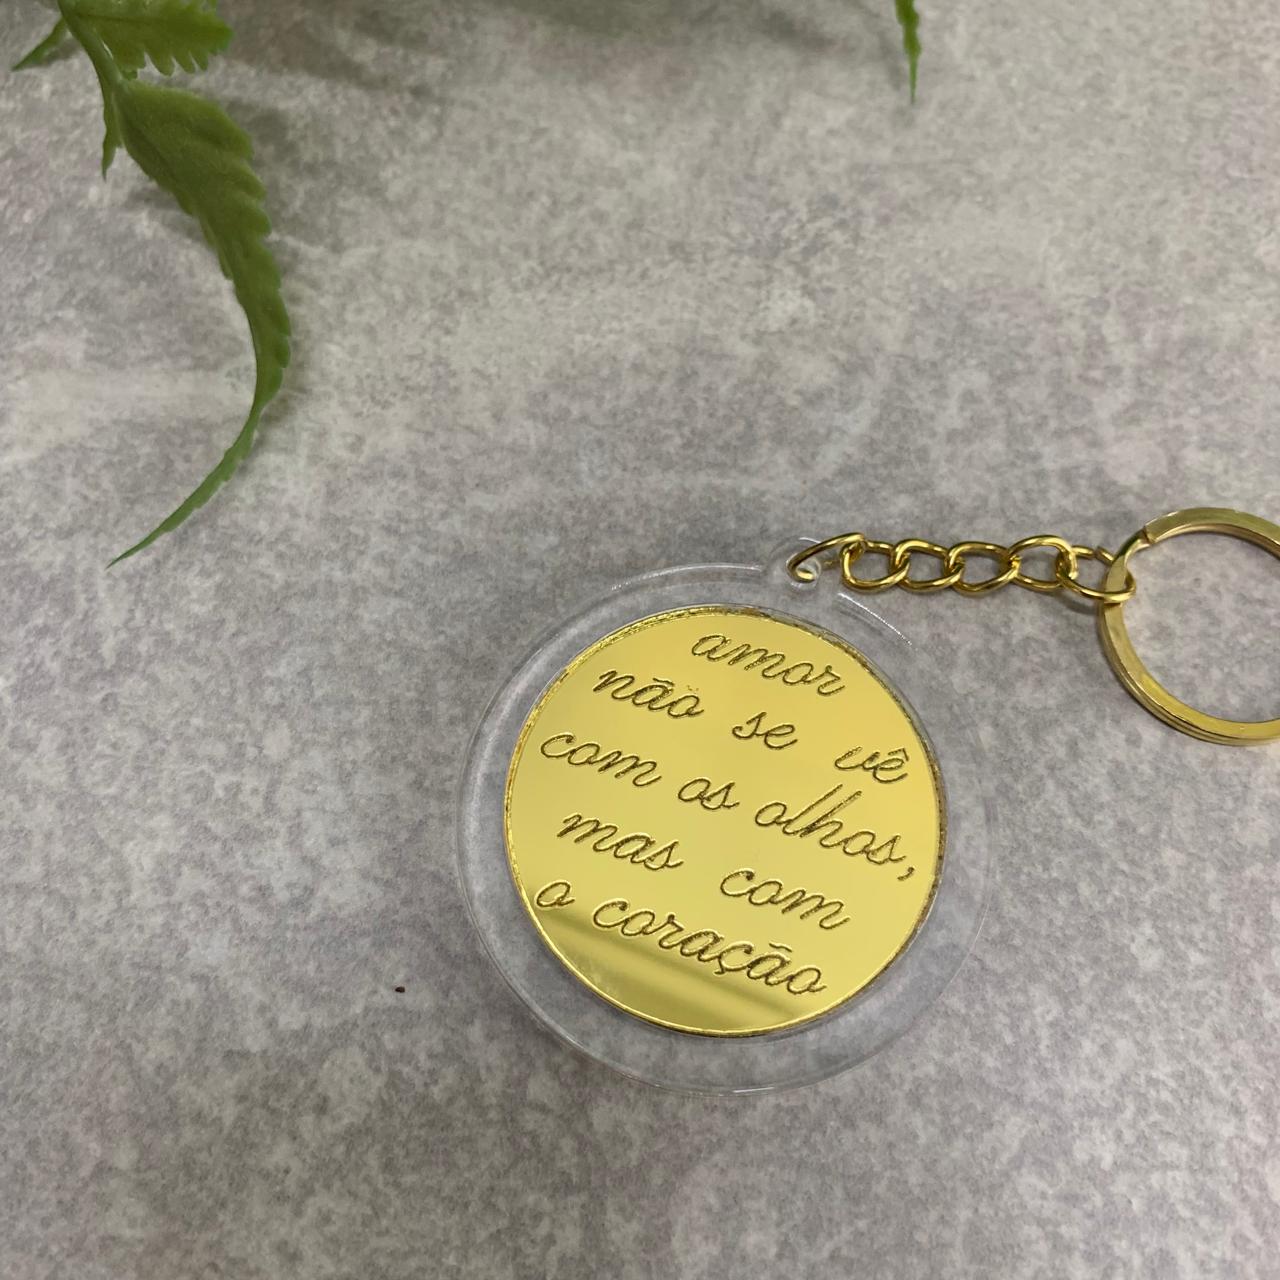 amor
não se vê
com os olhos,
mas com
o coração